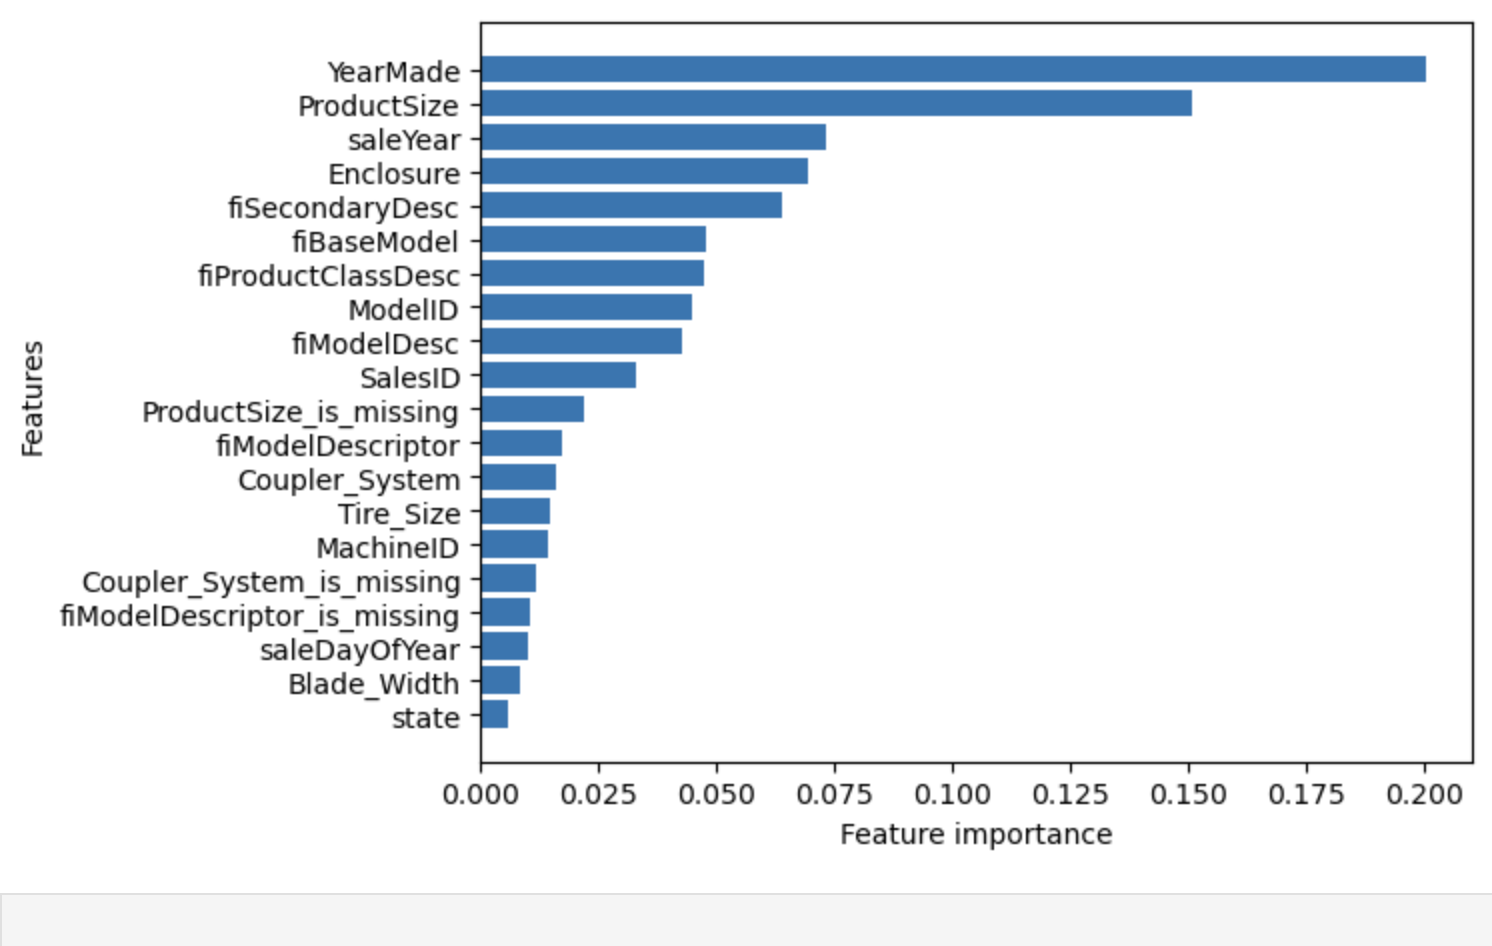 YearMade
ProductSize
saleYear
Enclosure
fiSecondaryDesc
fiBaseModel
fiProductClassDesc
ModelID
fiModelDesc
SalesID
ProductSize_is_missing
fiModelDescriptor
Coupler_System
Tire_Size
MachineID
Coupler_System_is_missing
fiModelDescriptor_is_missing
saleDayOfYear
Blade_Width
state
Features
0.000 0.025 0.050 0.075 0.100 0.125 0.150 0.175 0.200
Feature importance